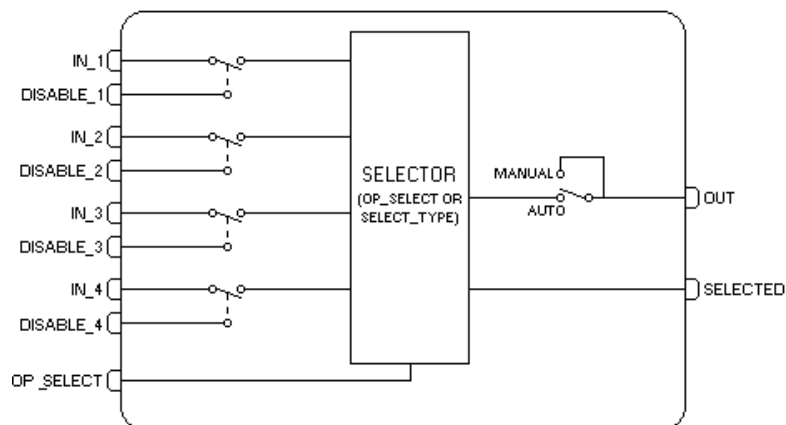 IN_1
DISABLE_1
IN_2
DISABLE_2
SELECTOR
(OP_SELECT OR
SELECT_TYPE)
MANUAL
AUTO
OUT
IN_3
DISABLE_3
IN_4
SELECTED
DISABLE_4
OP_SELECT